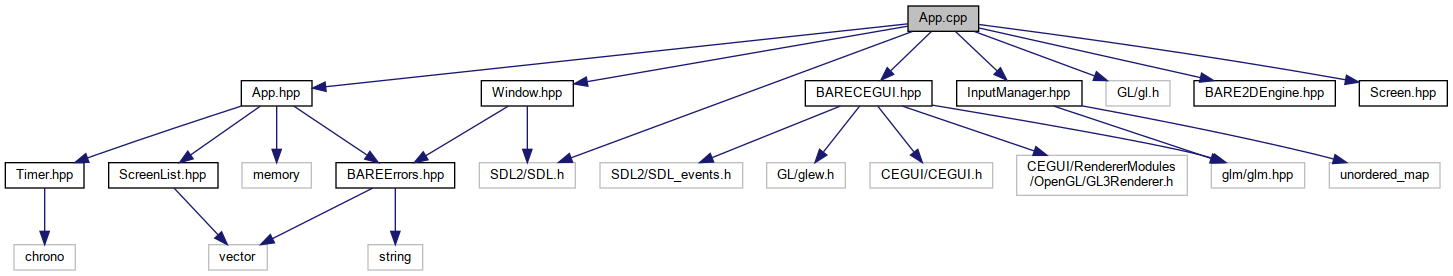 App.cpp
App.hpp
Window.hpp
BARECEGUI.hpp
InputManager.hpp
GL/gl.h
BARE2DEngine.hpp
Screen.hpp
Timer.hpp
ScreenList.hpp
memory
BAREErrors.hpp
SDL2/SDL.h
SDL2/SDL_events.h
GL/glew.h
CEGUI/CEGUI.h
CEGUI/RendererModules
/OpenGL/GL3Renderer.h
glm/glm.hpp
unordered_map
chrono
vector
string